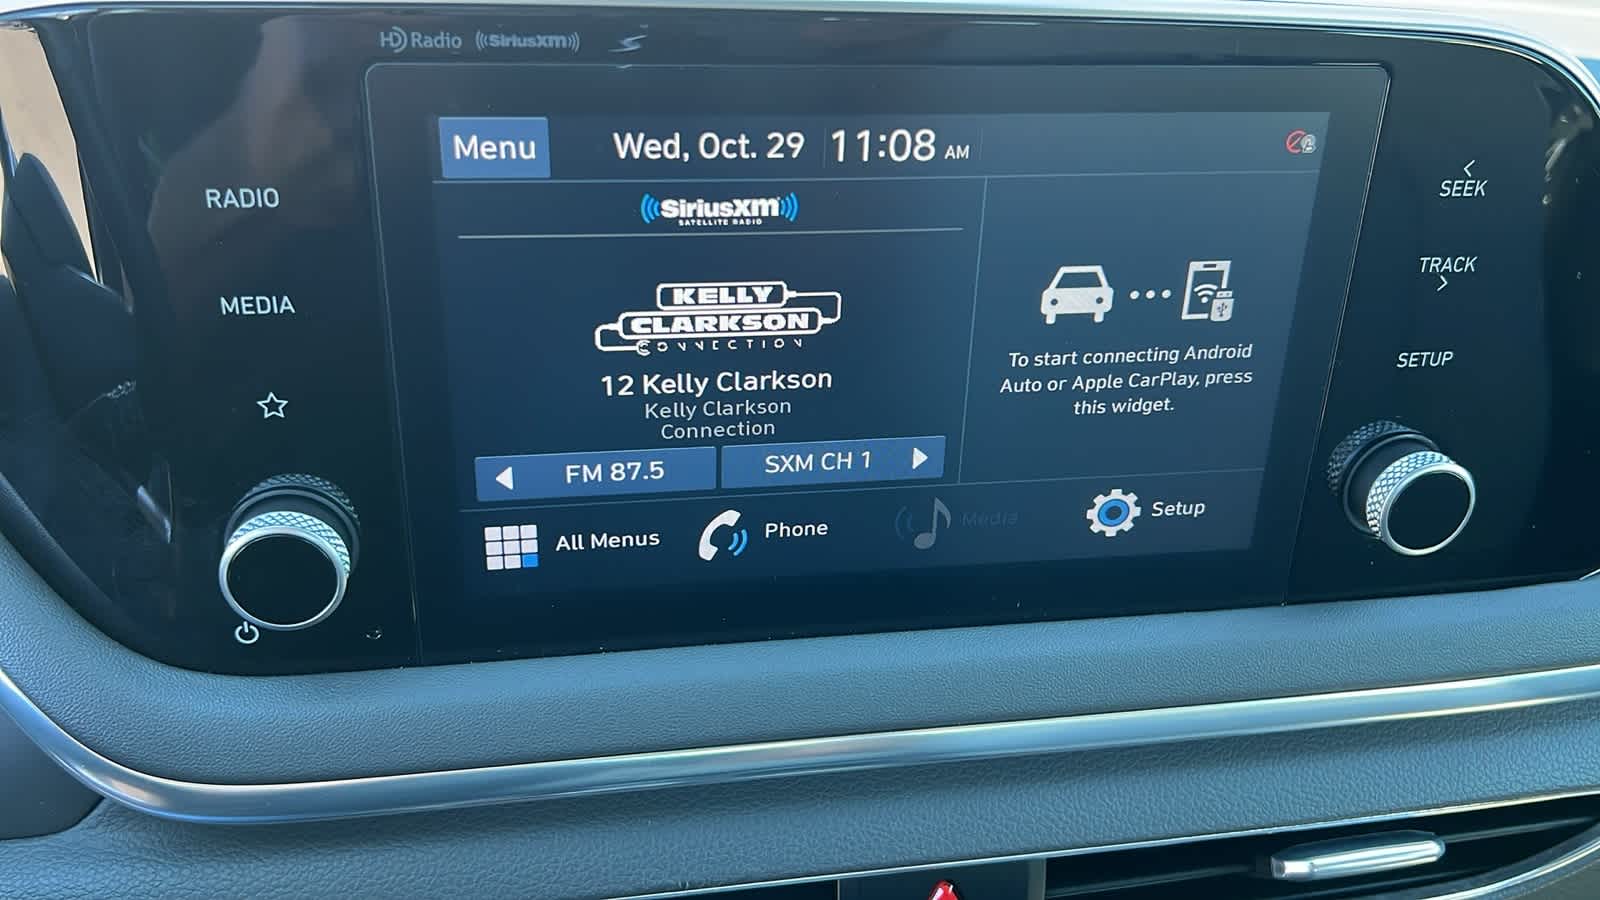 HD Radio ((SiriusXM))
RADIO
MEDIA
Menu
Wed, Oct. 29 11:08 AM
SiriusXM
SATELLITE RADIO
KELLY
CLARKSON
CONNECTION
12 Kelly Clarkson
Kelly Clarkson
Connection
FM 87.5
SXM CH 1
To start connecting Android
Auto or Apple CarPlay, press
this widget.
All Menus
Phone
Media
Setup
SEEK
TRACK
SETUP